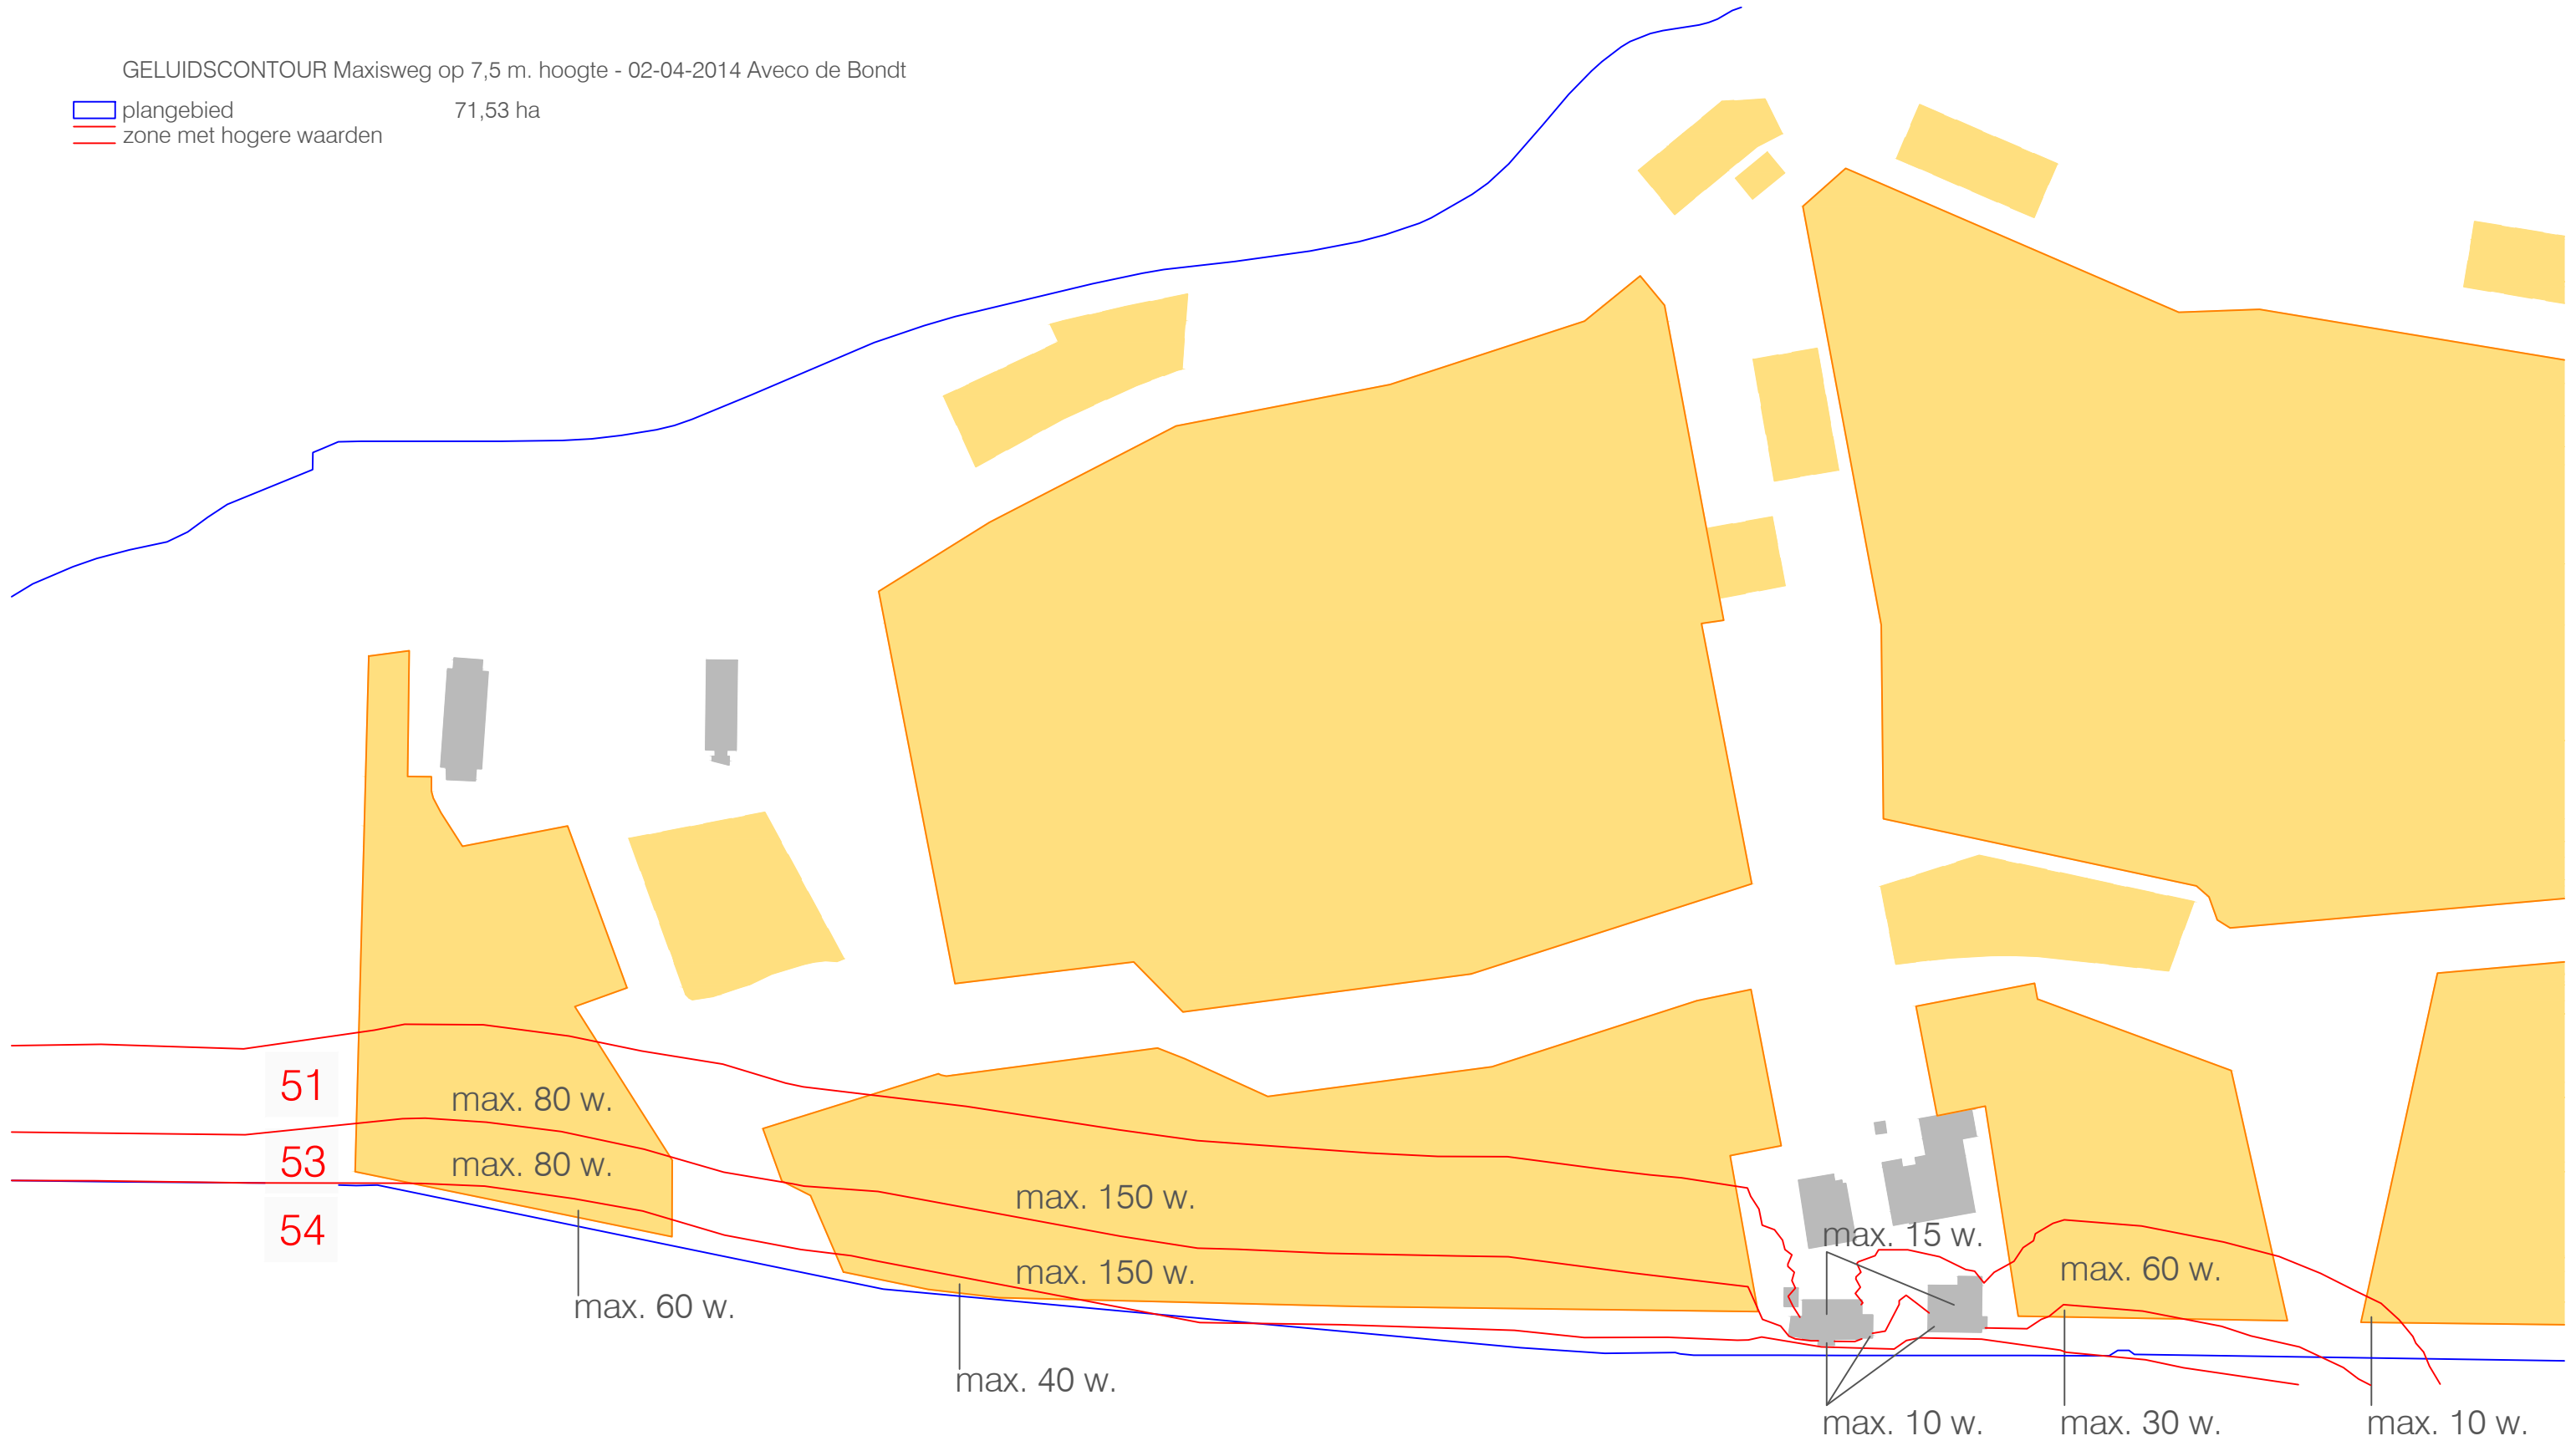 GELUIDSCONTOUR Maxisweg op 7,5 m. hoogte - 02-04-2014 Aveco de Bondt
plangebied 71,53 ha
zone met hogere waarden
51
max. 80 w.
53
max. 80 w.
max. 150 w.
54
max. 15 w.
max. 150 w.
max. 60 w.
max. 60 w.
max. 40 w.
max. 10 w.
max. 30 w.
max. 10 w.